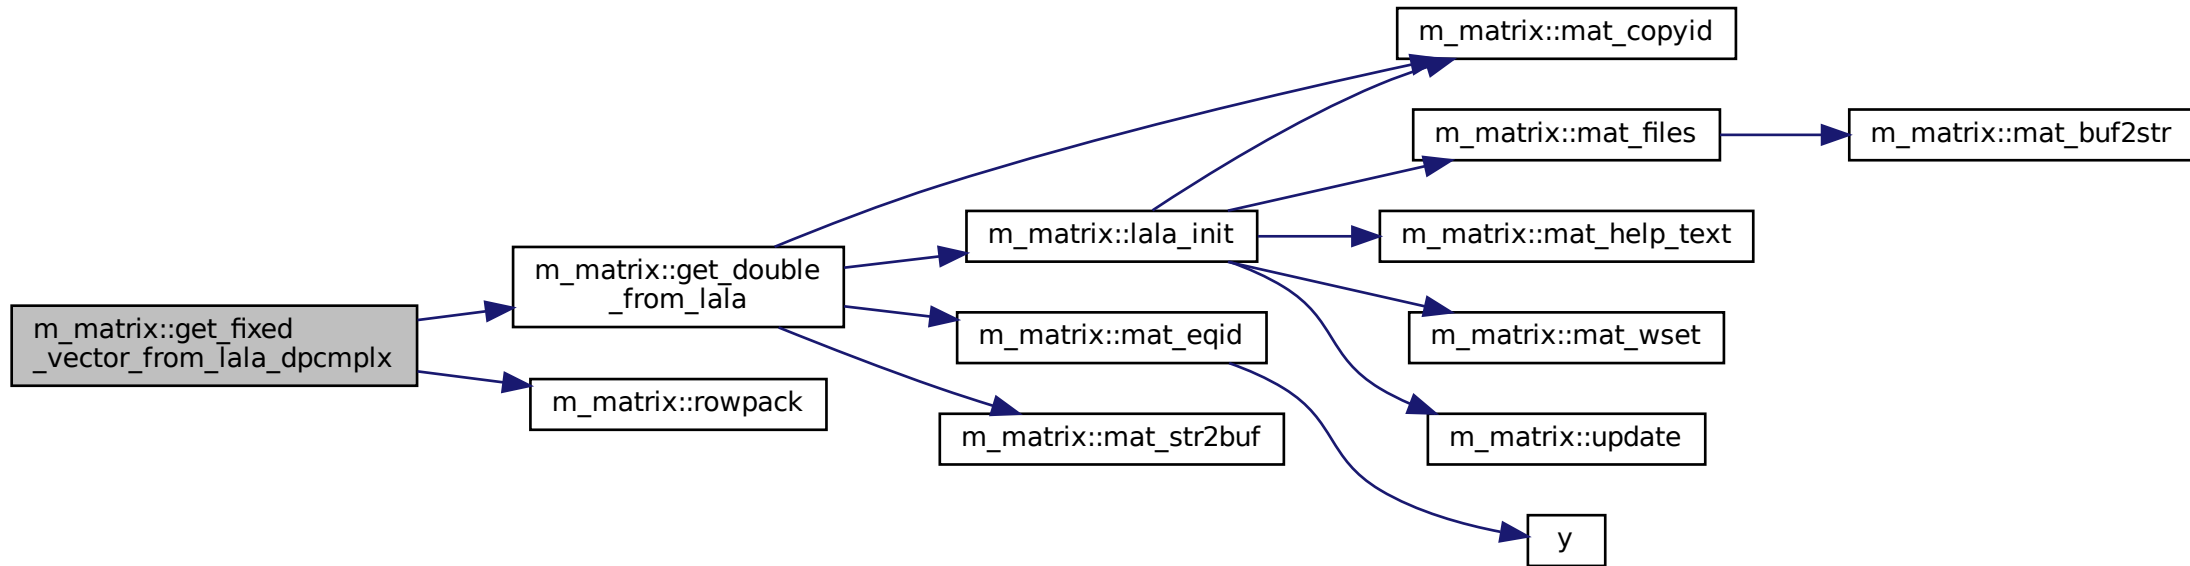 m_matrix::mat_copyid
m_matrix::mat_files
m_matrix::mat_buf2str
m_matrix::lala_init
m_matrix::mat_help_text
m_matrix::get_double
_from_lala
m_matrix::get_fixed
_vector_from_lala_dpcmplx
m_matrix::mat_eqid
m_matrix::mat_wset
m_matrix::rowpack
m_matrix::mat_str2buf
m_matrix::update
y